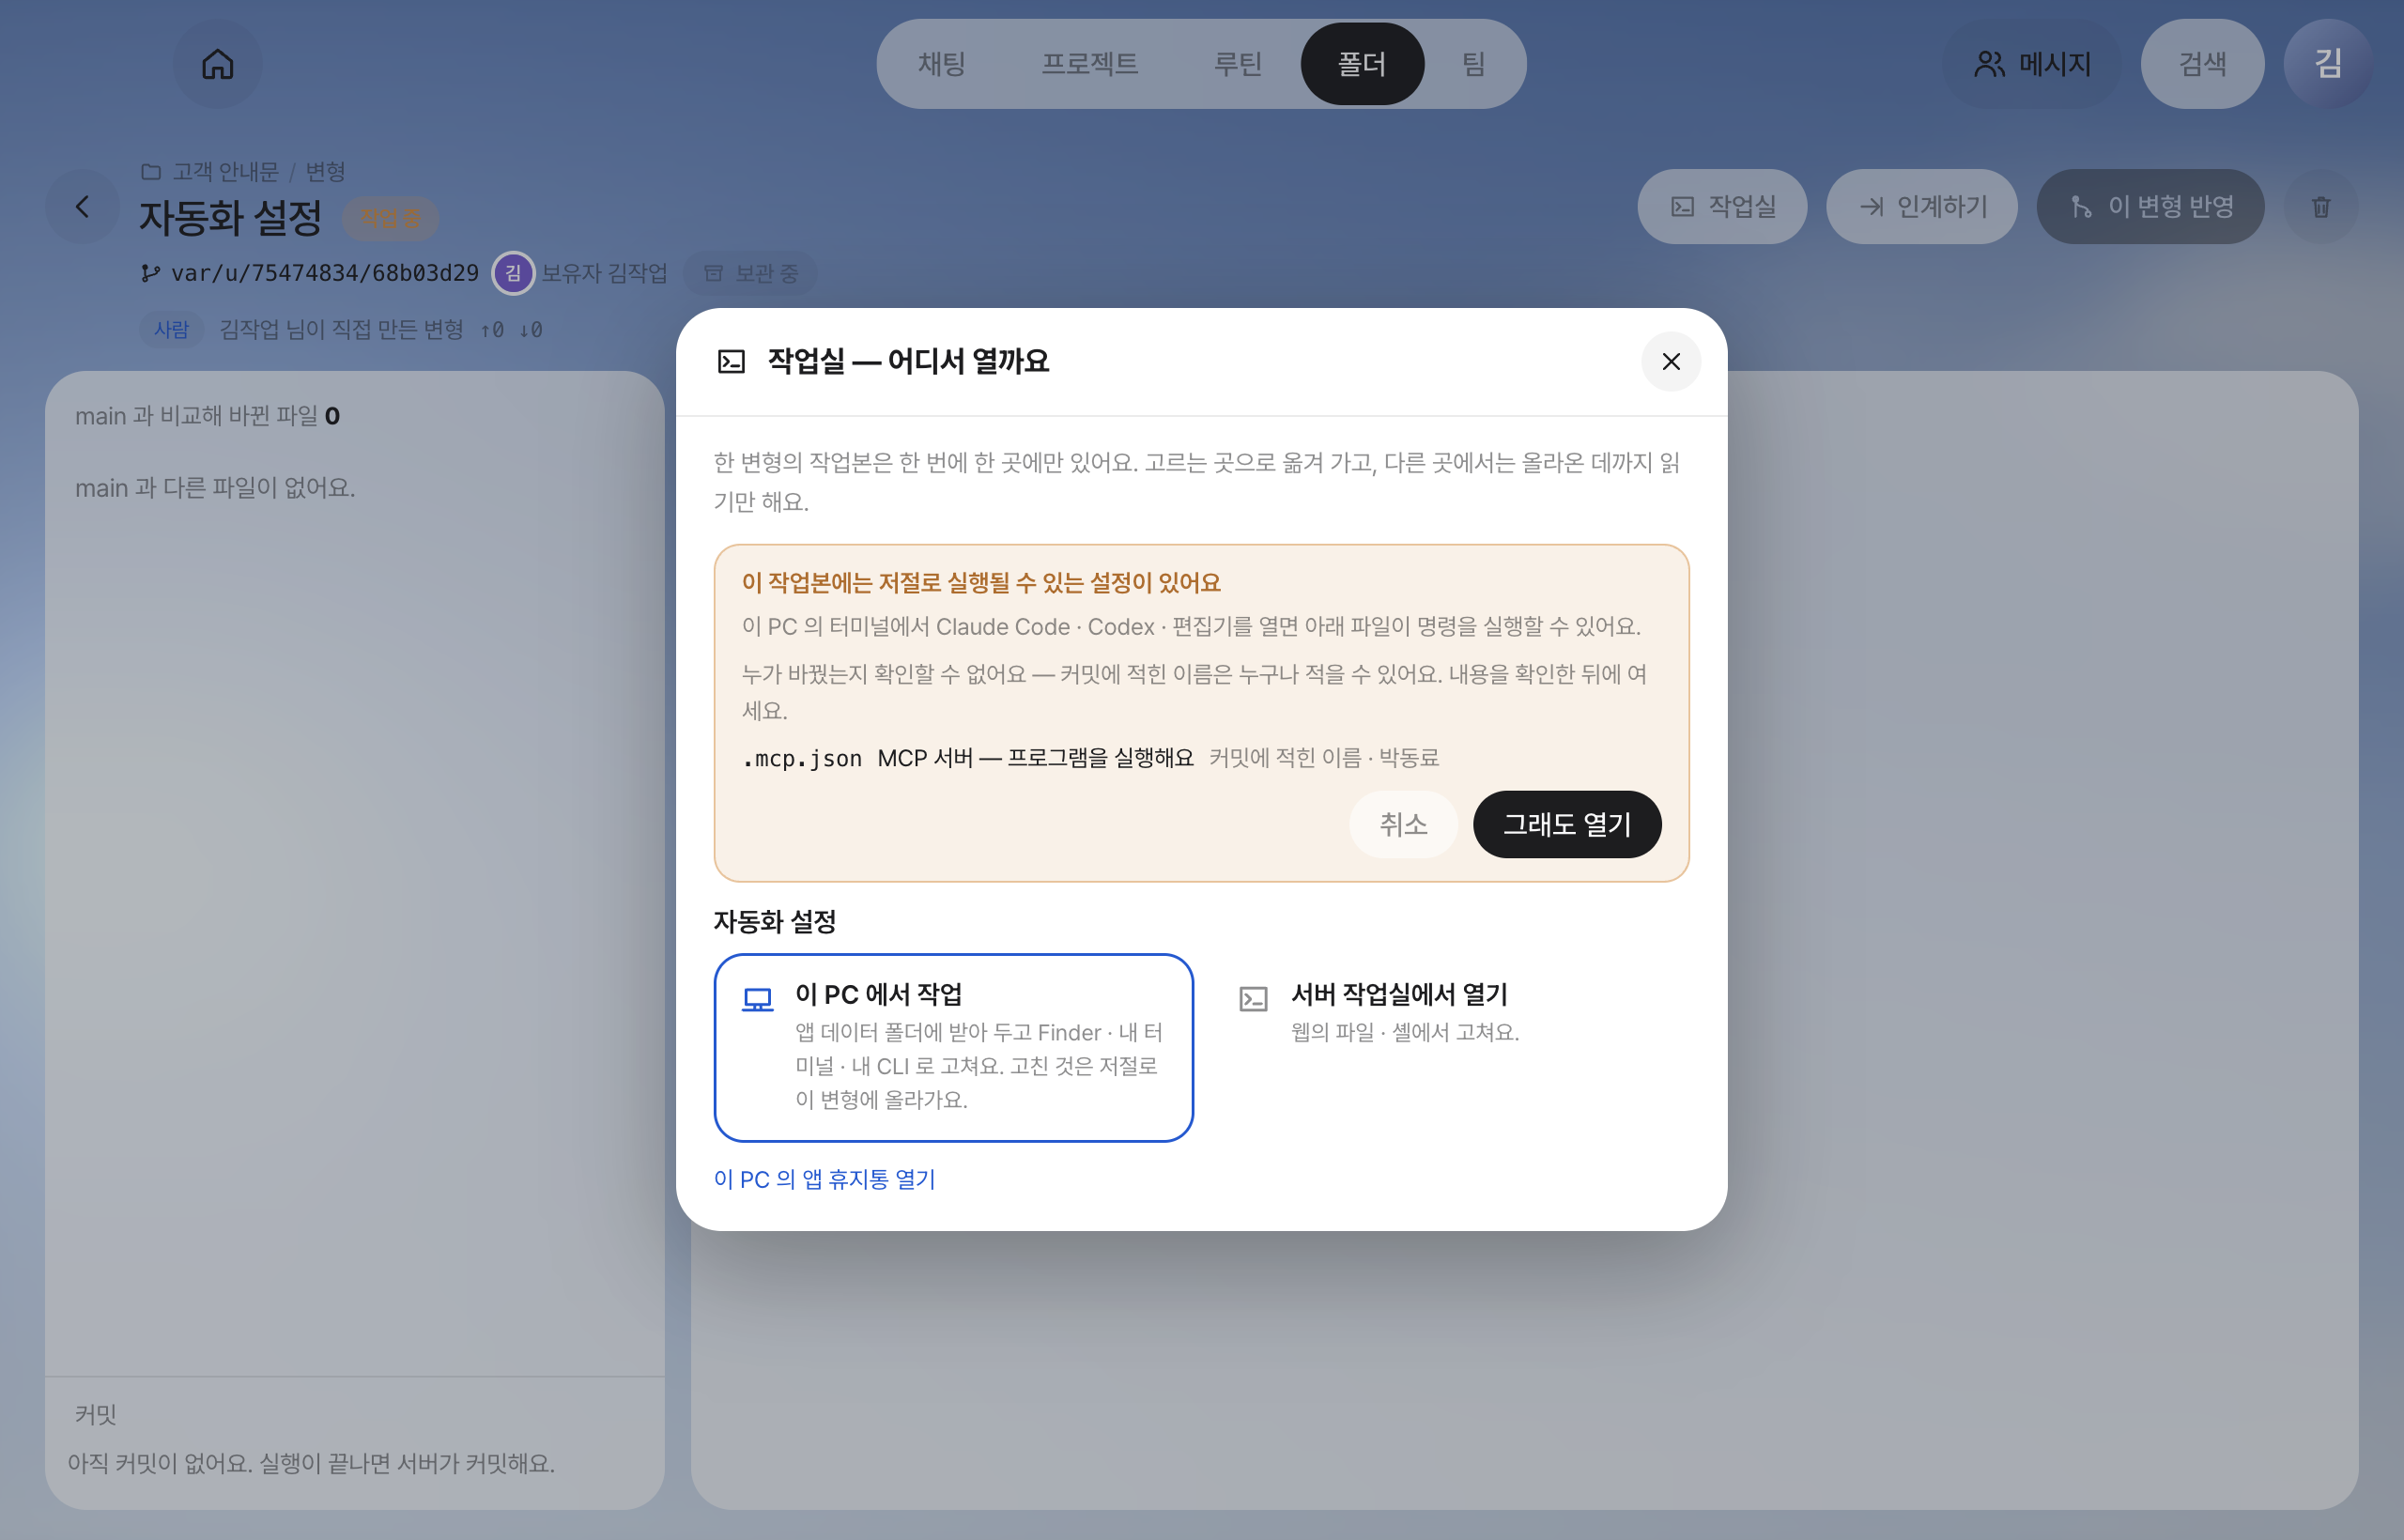 채팅
프로젝트
루틴
폴더
팀
메시지
검색
김
고객 안내문 / 변형
자동화 설정
작업 중
작업실
인계하기
이 변형 반영
var/u/75474834/68b03d29
김
보유자 김작업
보관 중
사람
김작업 님이 직접 만든 변형 ↑0 ↓0
main 과 비교해 바뀐 파일 0
main 과 다른 파일이 없어요.
커밋
아직 커밋이 없어요. 실행이 끝나면 서버가 커밋해요.
작업실 — 어디서 열까요
한 변형의 작업본은 한 번에 한 곳에만 있어요. 고르는 곳으로 옮겨 가고, 다른 곳에서는 올라온 데까지 읽
기만 해요.
이 작업본에는 저절로 실행될 수 있는 설정이 있어요
이 PC 의 터미널에서 Claude Code · Codex · 편집기를 열면 아래 파일이 명령을 실행할 수 있어요.
누가 바꿨는지 확인할 수 없어요 — 커밋에 적힌 이름은 누구나 적을 수 있어요. 내용을 확인한 뒤에 여
세요.
.mcp.json MCP 서버 — 프로그램을 실행해요 커밋에 적힌 이름 · 박동료
취소
그래도 열기
자동화 설정
이 PC 에서 작업
앱 데이터 폴더에 받아 두고 Finder · 내 터
미널 · 내 CLI 로 고쳐요. 고친 것은 저절로
이 변형에 올라가요.
서버 작업실에서 열기
웹의 파일 · 셸에서 고쳐요.
이 PC 의 앱 휴지통 열기